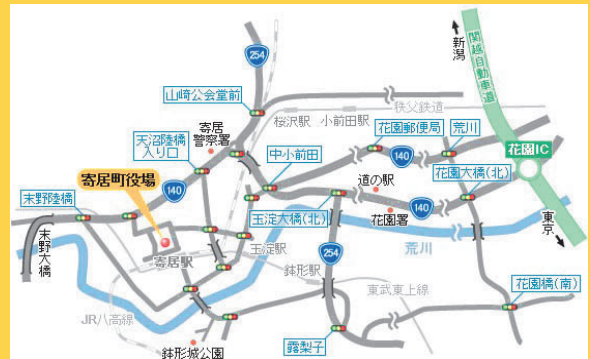 254
新潟
関越自動車道
山崎公会堂前
秩父鉄道
桜沢駅
小前田駅
天沼陸橋
入り口
寄居
警察署
花園郵便局
荒川
中小前田
140
花園IC
寄居町役場
140
道の駅
花園大橋(北)
末野陸橋
玉淀大橋(北)
花園署
140
東京
末野大橋
寄居駅
玉淀駅
荒川
鉢形駅
254
東武東上線
花園橋(南)
JR八高線
鉢形城公園
露梨子